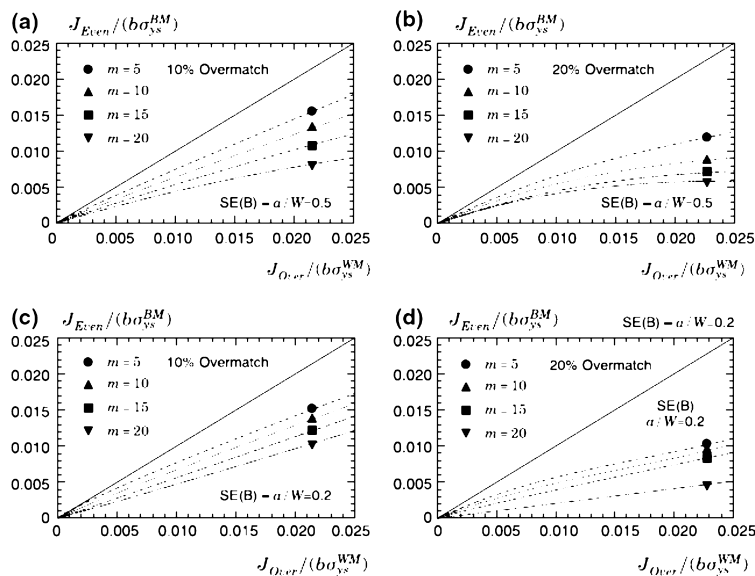 (a)
J_Even/(bσ_ys^BM)
0.025
0.020
0.015
0.010
0.005
0
m = 5
m − 10
m = 15
m − 20
10% Overmatch
SE(B) − a/W=0.5
0 0.005 0.010 0.015 0.020 0.025
J_Over/(bσ_ys^WM)
(b)
J_Even/(bσ_ys^BM)
0.025
0.020
0.015
0.010
0.005
0
m = 5
m − 10
m = 15
m − 20
20% Overmatch
SE(B) − a/W=0.5
0 0.005 0.010 0.015 0.020 0.025
J_Over/(bσ_ys^WM)
(c)
J_Even/(bσ_ys^BM)
0.025
0.020
0.015
0.010
0.005
0
m = 5
m = 10
m − 15
m = 20
10% Overmatch
SE(B) − a/W=0.2
0 0.005 0.010 0.015 0.020 0.025
J_Over/(bσ_ys^WM)
(d)
J_Even/(bσ_ys^BM)
SE(B) − a/W=0.2
0.025
0.020
0.015
0.010
0.005
0
m = 5
m = 10
m − 15
m = 20
20% Overmatch
SE(B)
a/W=0.2
0 0.005 0.010 0.015 0.020 0.025
J_Over/(bσ_ys^WM)